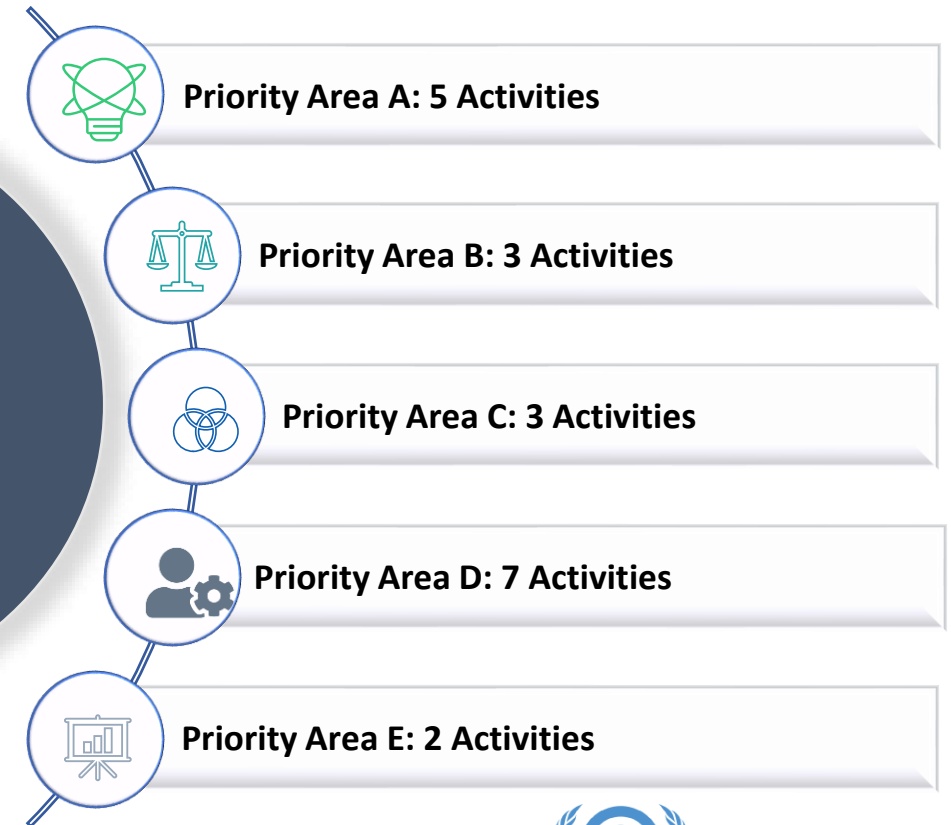 Priority Area A: 5 Activities
Priority Area B: 3 Activities
Priority Area C: 3 Activities
Priority Area D: 7 Activities
Priority Area E: 2 Activities